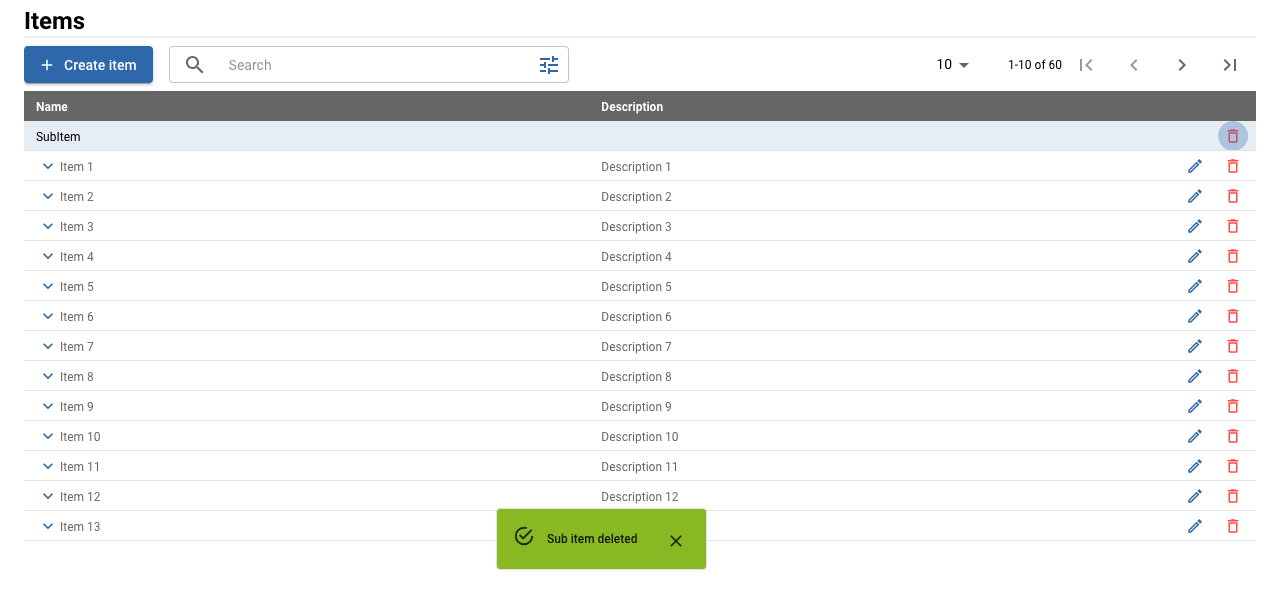 Items
Create item
Search
10
1-10 of 60
Name Description
SubItem
Item 1 Description 1
Item 2 Description 2
Item 3 Description 3
Item 4 Description 4
Item 5 Description 5
Item 6 Description 6
Item 7 Description 7
Item 8 Description 8
Item 9 Description 9
Item 10 Description 10
Item 11 Description 11
Item 12 Description 12
Item 13
Sub item deleted